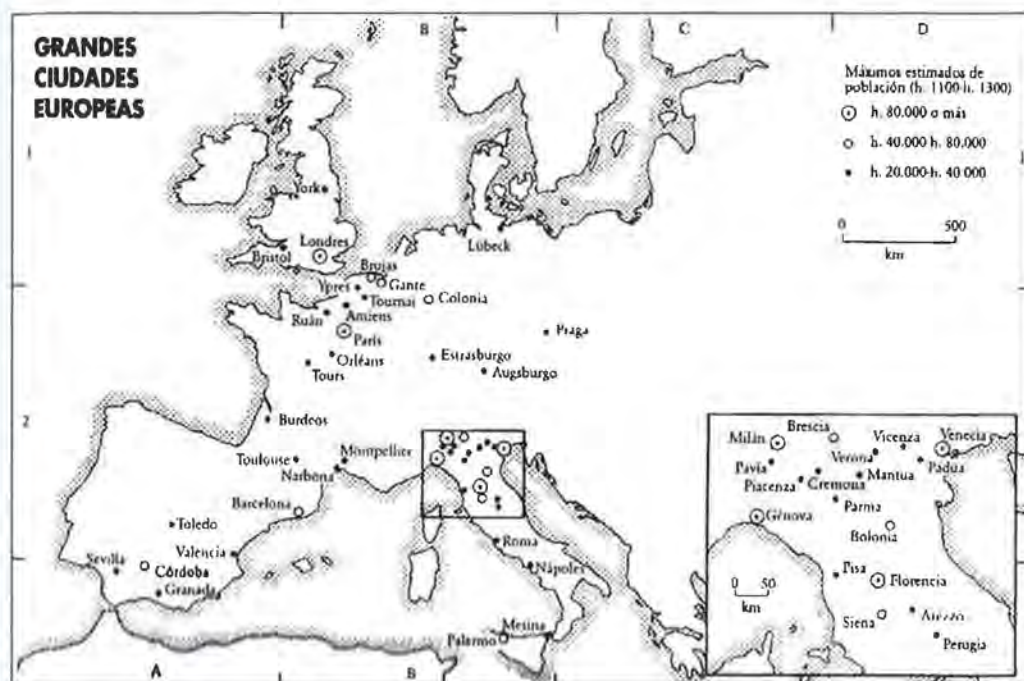 GRANDES
CIUDADES
EUROPEAS
B
C
D
Máximos estimados de
población (h. 1100-h. 1300)
h. 80.000 o más
h. 40.000 h. 80.000
h. 20.000-h. 40 000
0 500
km
1
York
Londres
Bristol
Lübeck
Brujas
Gante
Ypres
Tournai
Colonia
Amiens
Ruán
París
Praga
Orléans
Estrasburgo
Tours
Augsburgo
2
Burdeos
Toulouse
Montpellier
Narbona
Barcelona
Toledo
Valencia
Roma
Sevilla
Córdoba
Nápoles
Granada
Mesina
Palermo
A
B
Brescia
Milán
Vicenza
Venecia
Verona
Pavía
Padua
Mantua
Piacenza
Cremona
Parma
Génova
Bolonia
Pisa
Florencia
0 50
km
Siena
Arezzo
Perugia